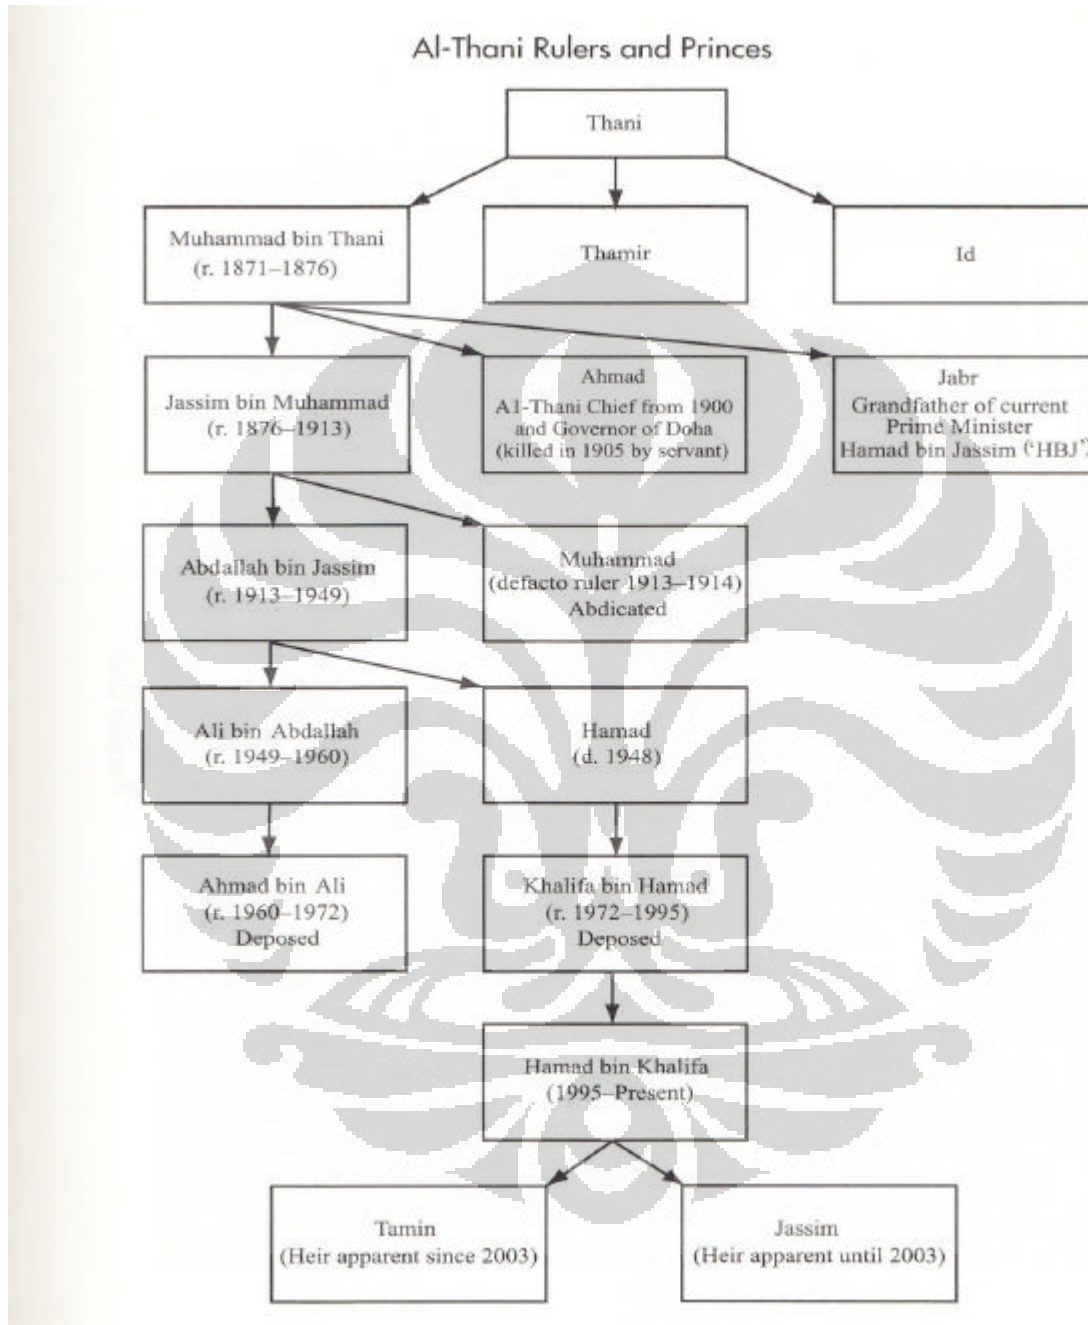 Al-Thani Rulers and Princes
Thani
Muhammad bin Thani
(r. 1871–1876)
Thamir
Id
Jassim bin Muhammad
(r. 1876–1913)
Ahmad
A1-Thani Chief from 1900
and Governor of Doha
(killed in 1905 by servant)
Jabr
Grandfather of current
Prime Minister
Hamad bin Jassim (‘HBJ’)
Abdallah bin Jassim
(r. 1913–1949)
Muhammad
(defacto ruler 1913–1914)
Abdicated
Ali bin Abdallah
(r. 1949–1960)
Hamad
(d. 1948)
Ahmad bin Ali
(r. 1960–1972)
Deposed
Khalifa bin Hamad
(r. 1972–1995)
Deposed
Hamad bin Khalifa
(1995–Present)
Tamin
(Heir apparent since 2003)
Jassim
(Heir apparent until 2003)